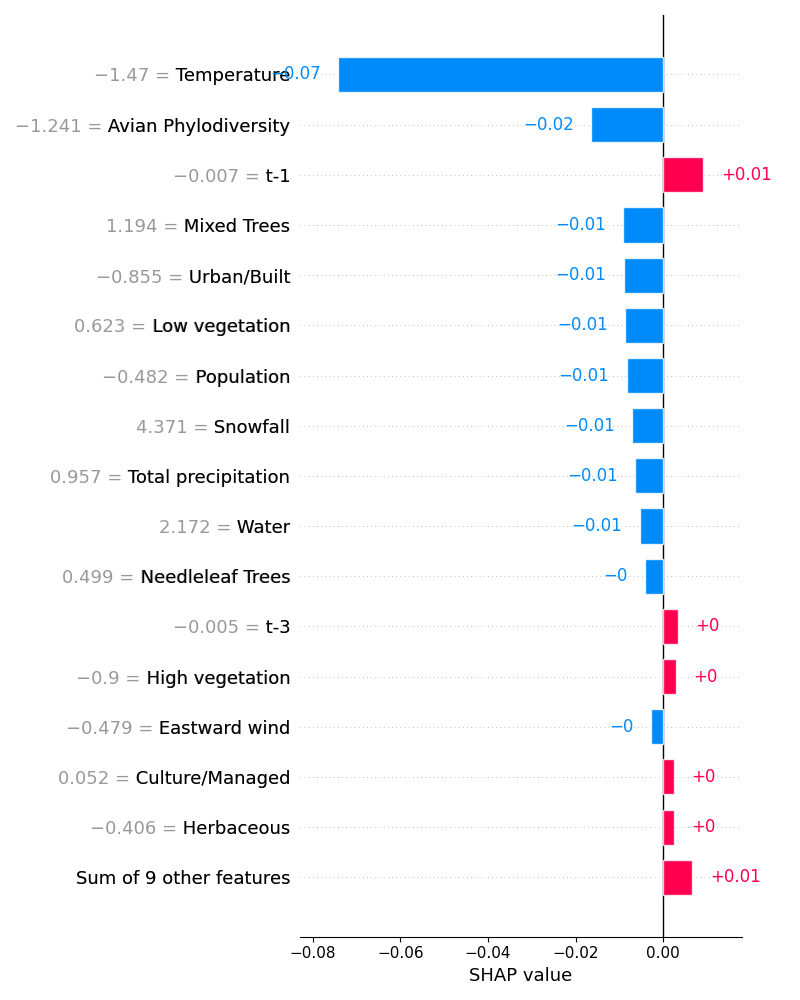 −1.47 = Temperature −0.07
−1.241 = Avian Phylodiversity −0.02
−0.007 = t-1 +0.01
1.194 = Mixed Trees −0.01
−0.855 = Urban/Built −0.01
0.623 = Low vegetation −0.01
−0.482 = Population −0.01
4.371 = Snowfall −0.01
0.957 = Total precipitation −0.01
2.172 = Water −0.01
0.499 = Needleleaf Trees −0
−0.005 = t-3 +0
−0.9 = High vegetation +0
−0.479 = Eastward wind −0
0.052 = Culture/Managed +0
−0.406 = Herbaceous +0
Sum of 9 other features +0.01
−0.08 −0.06 −0.04 −0.02 0.00
SHAP value